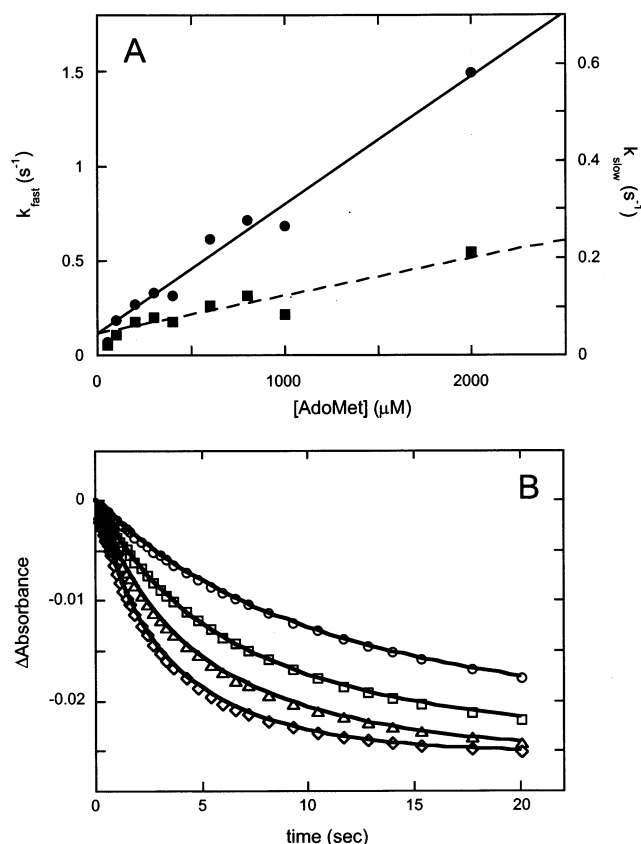 A
1.5
1
0.5
0
k_fast (s⁻¹)
0.6
0.4
0.2
0
k_slow (s⁻¹)
0
1000
2000
[AdoMet] (µM)
B
0
-0.01
-0.02
ΔAbsorbance
0
5
10
15
20
time (sec)